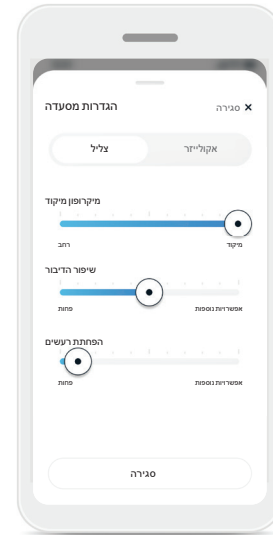 הגדרות מסעדה
✕ סגירה
צליל
אקולייזר
מיקרופון מיקוד
רחב
מיקוד
שיפור הדיבור
פחות
אפשרויות נוספות
הפחתת רעשים
פחות
אפשרויות נוספות
סגירה